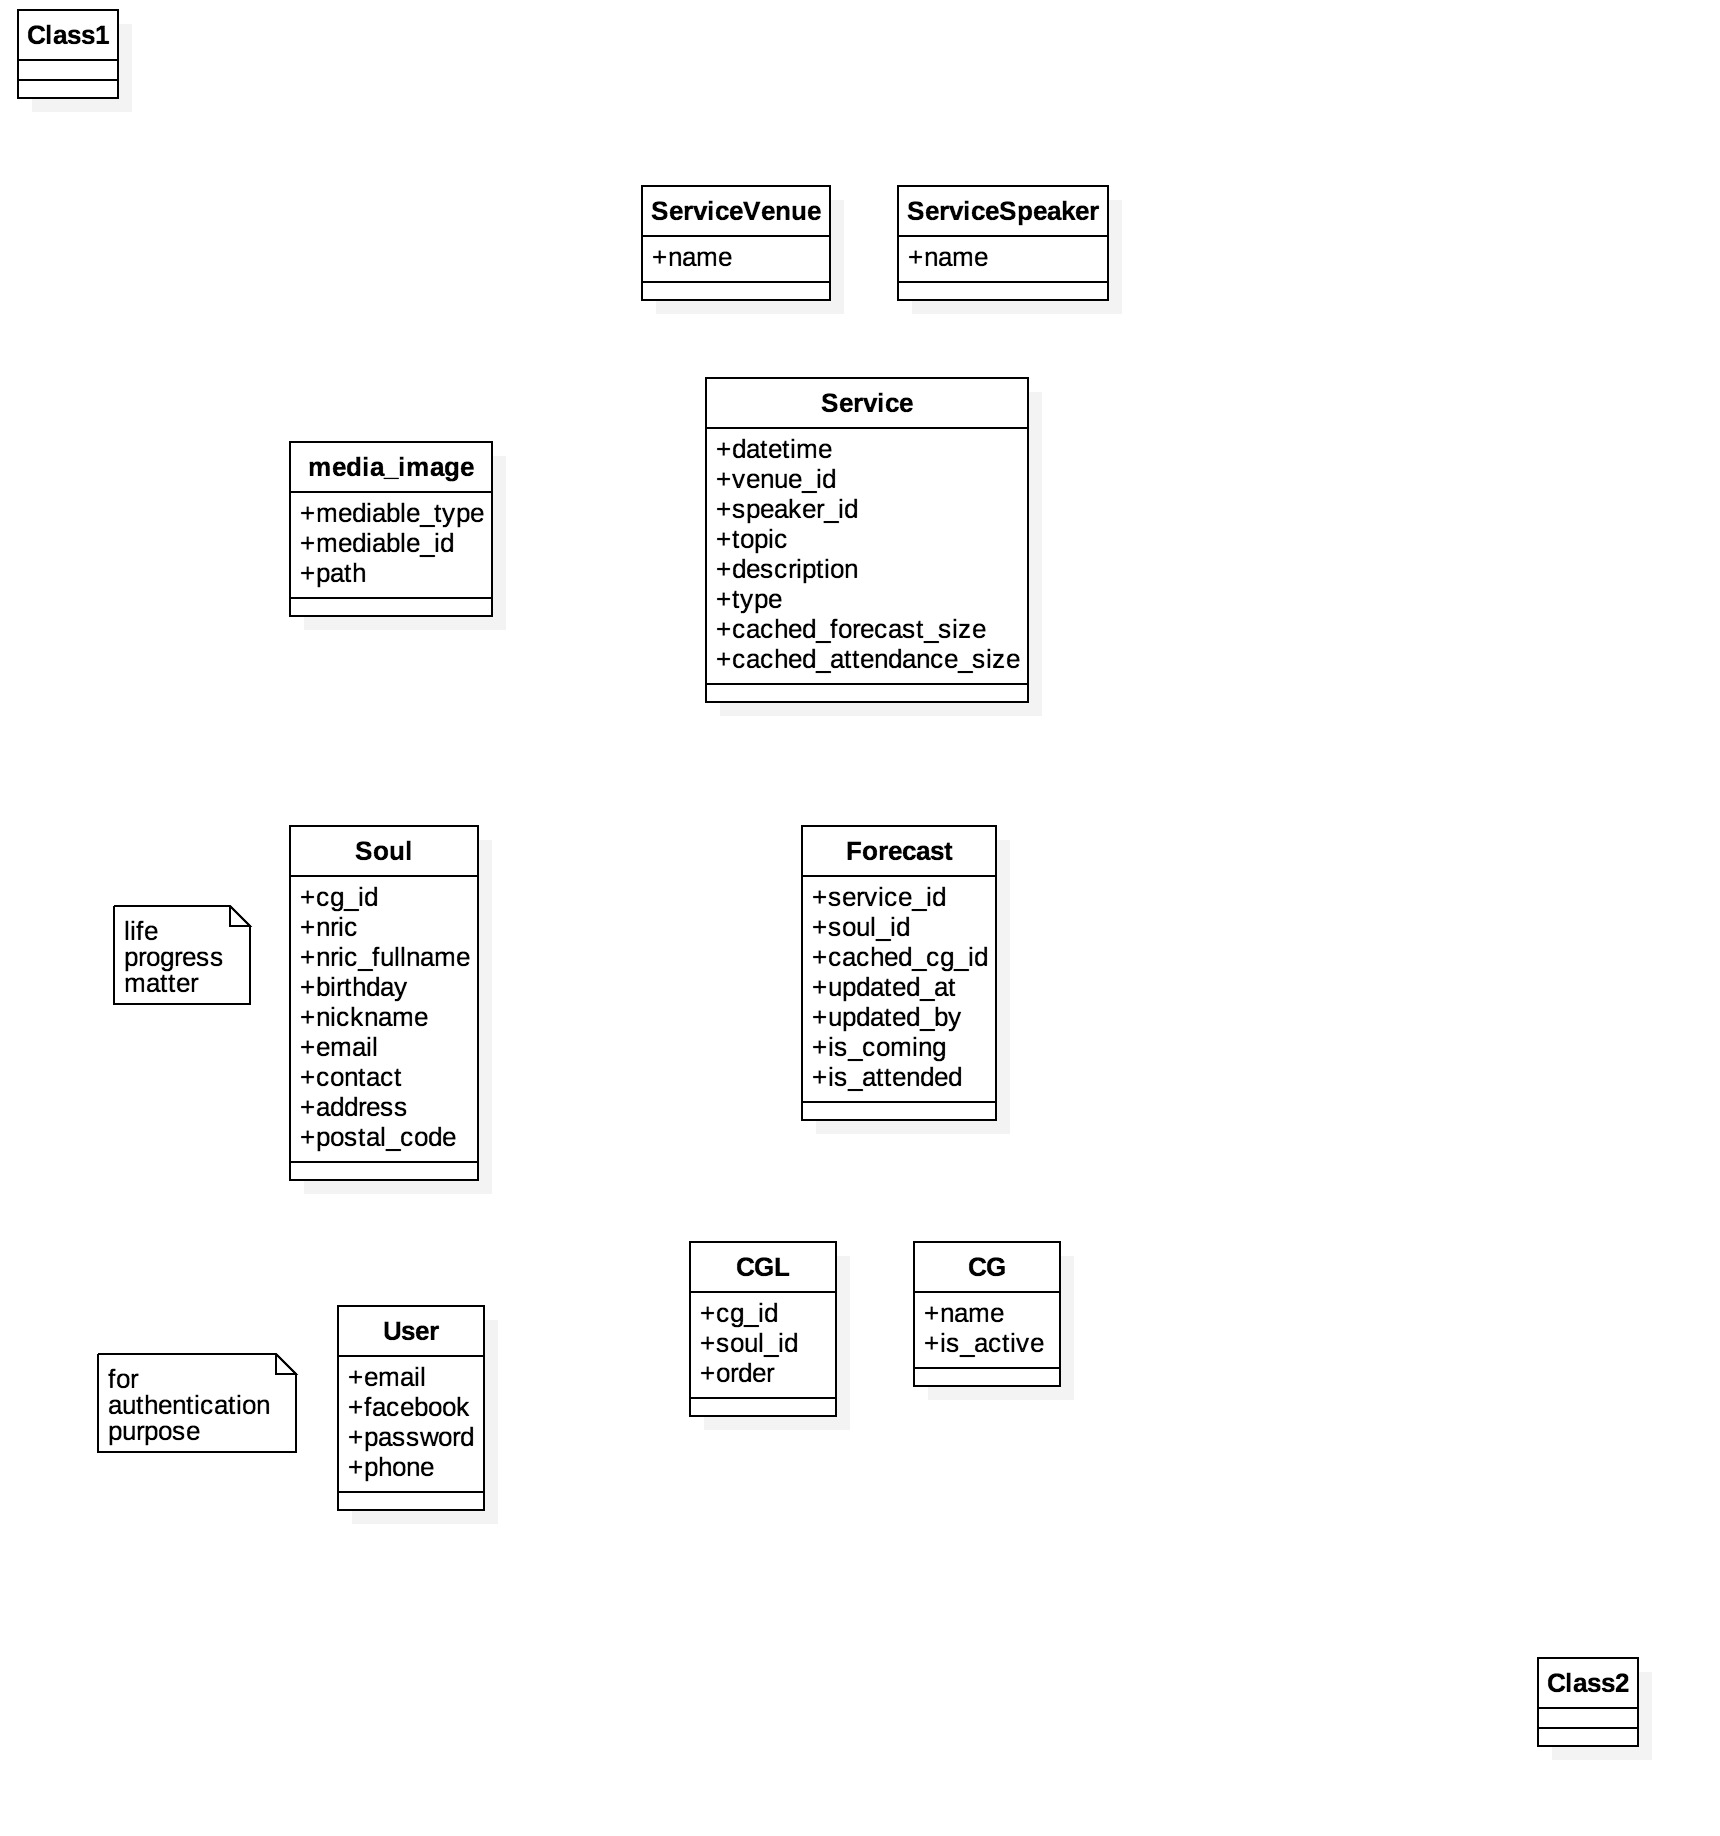 Class1
ServiceVenue
+name
ServiceSpeaker
+name
Service
+datetime
+venue_id
+speaker_id
+topic
+description
+type
+cached_forecast_size
+cached_attendance_size
media_image
+mediable_type
+mediable_id
+path
life
progress
matter
Soul
+cg_id
+nric
+nric_fullname
+birthday
+nickname
+email
+contact
+address
+postal_code
Forecast
+service_id
+soul_id
+cached_cg_id
+updated_at
+updated_by
+is_coming
+is_attended
CGL
+cg_id
+soul_id
+order
CG
+name
+is_active
for
authentication
purpose
User
+email
+facebook
+password
+phone
Class2